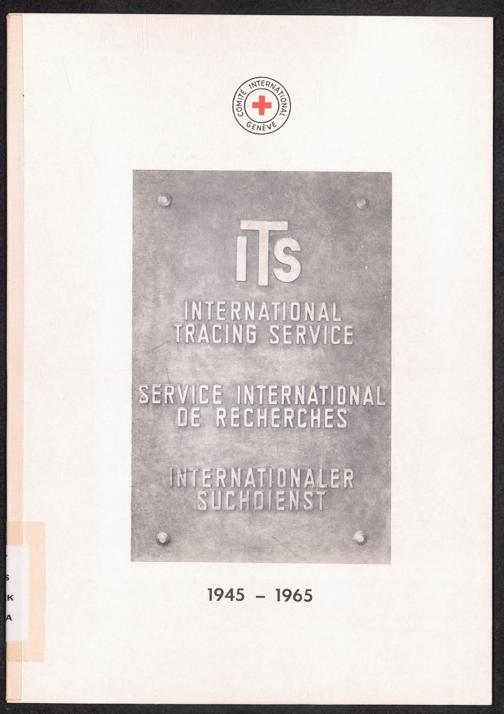 COMITÉ INTERNATIONAL
GENÈVE
ITS
INTERNATIONAL
TRACING SERVICE
SERVICE INTERNATIONAL
DE RECHERCHES
INTERNATIONALER
SUCHDIENST
1945 – 1965
S
K
A